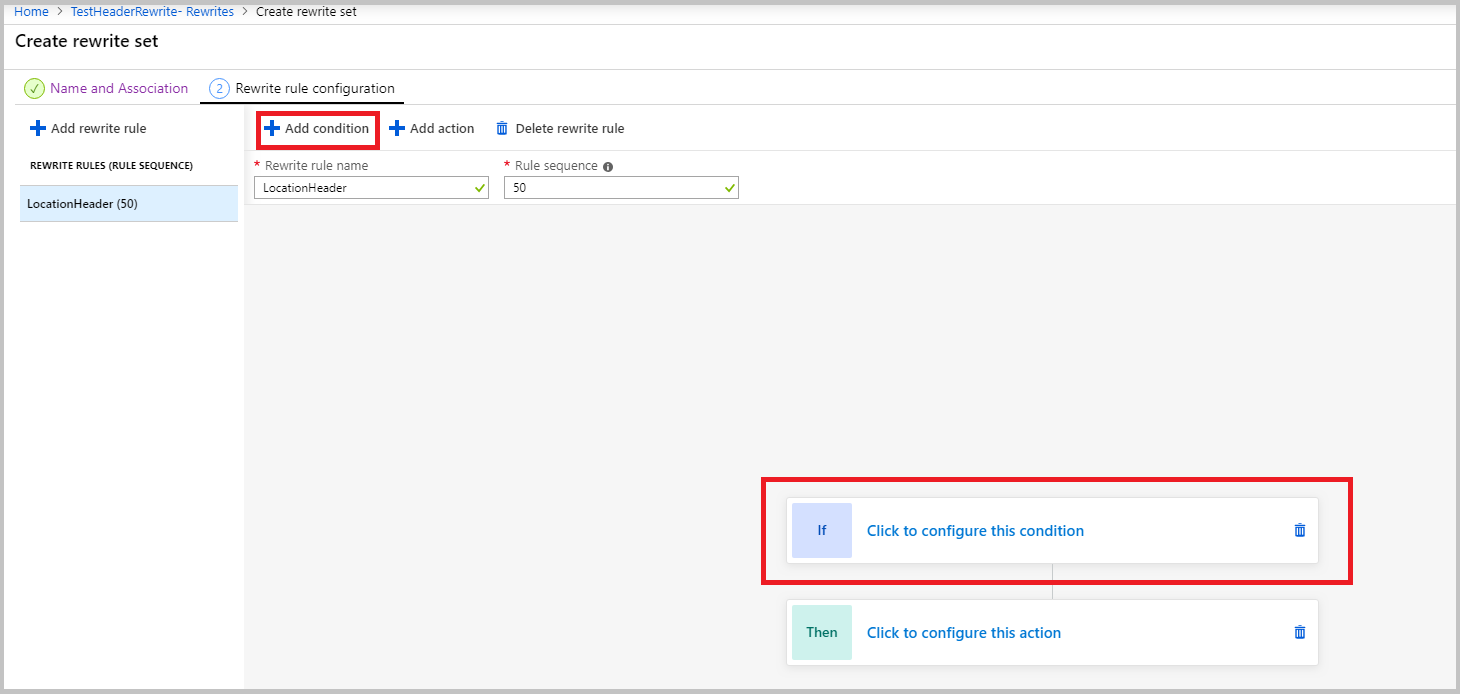 Home > TestHeaderRewrite- Rewrites > Create rewrite set
Create rewrite set
Name and Association 2 Rewrite rule configuration
Add rewrite rule
Add condition Add action Delete rewrite rule
REWRITE RULES (RULE SEQUENCE)
* Rewrite rule name * Rule sequence
LocationHeader 50
LocationHeader (50)
If Click to configure this condition
Then Click to configure this action